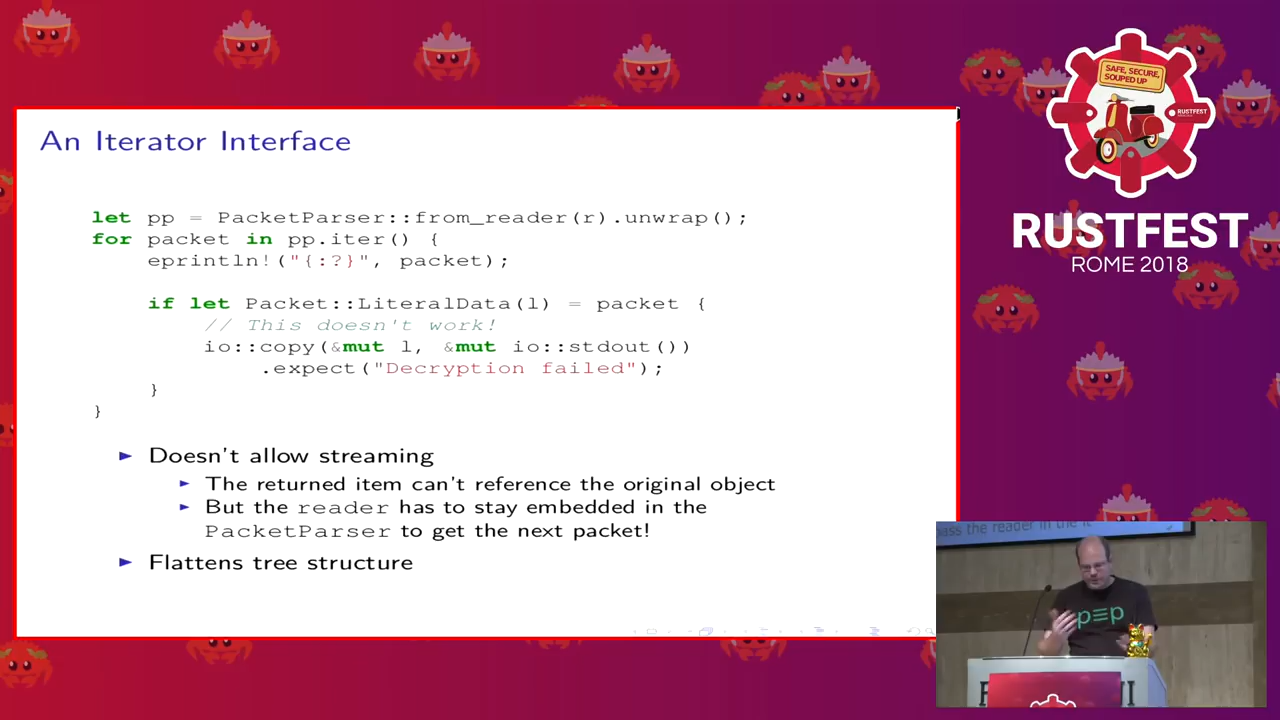 An Iterator Interface
let pp = PacketParser::from_reader(r).unwrap();
for packet in pp.iter() {
eprintln!("{:?}", packet);
if let Packet::LiteralData(l) = packet {
// This doesn't work!
io::copy(&mut l, &mut io::stdout())
.expect("Decryption failed");
}
}
► Doesn't allow streaming
► The returned item can't reference the original object
► But the reader has to stay embedded in the
PacketParser to get the next packet!
► Flattens tree structure
SAFE, SECURE,
SOUPED UP
RUSTFEST
RUSTFEST
ROME 2018
pass the reader in the
p≡p